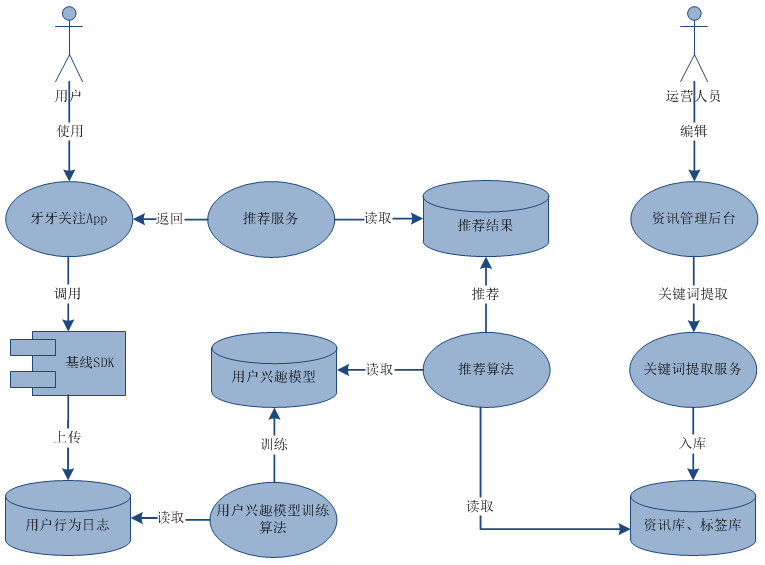 用户
运营人员
使用
编辑
牙牙关注App
返回
推荐服务
读取
推荐结果
资讯管理后台
调用
推荐
关键词提取
基线SDK
用户兴趣模型
读取
推荐算法
关键词提取服务
上传
训练
入库
用户行为日志
读取
用户兴趣模型训练
算法
读取
资讯库、标签库